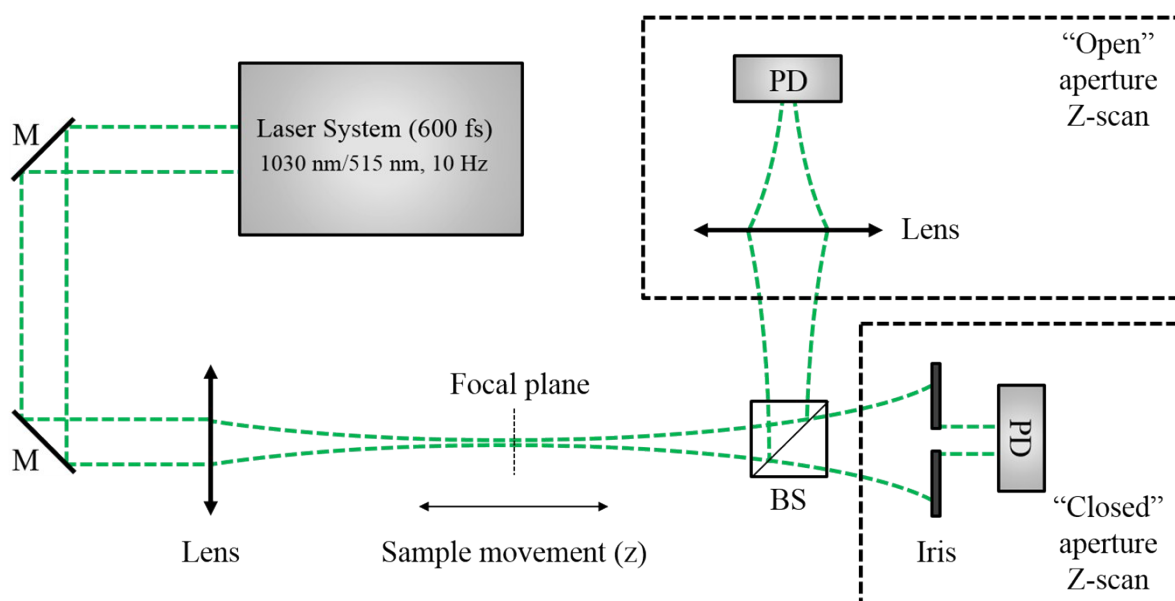 “Open”
aperture
Z-scan
PD
M
Laser System (600 fs)
1030 nm/515 nm, 10 Hz
Lens
Focal plane
M
BS
PD
Lens
Sample movement (z)
Iris
“Closed”
aperture
Z-scan